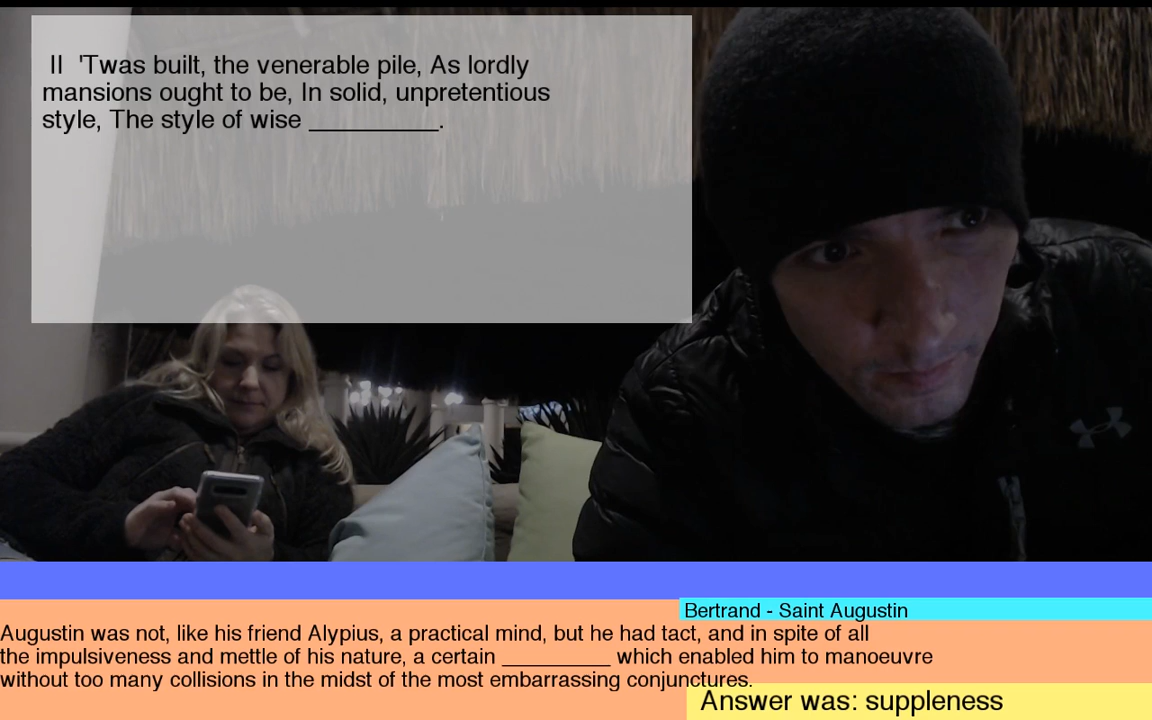 II 'Twas built, the venerable pile, As lordly
mansions ought to be, In solid, unpretentious
style, The style of wise __________.
Bertrand - Saint Augustin
Augustin was not, like his friend Alypius, a practical mind, but he had tact, and in spite of all
the impulsiveness and mettle of his nature, a certain __________ which enabled him to manoeuvre
without too many collisions in the midst of the most embarrassing conjunctures.
Answer was: suppleness